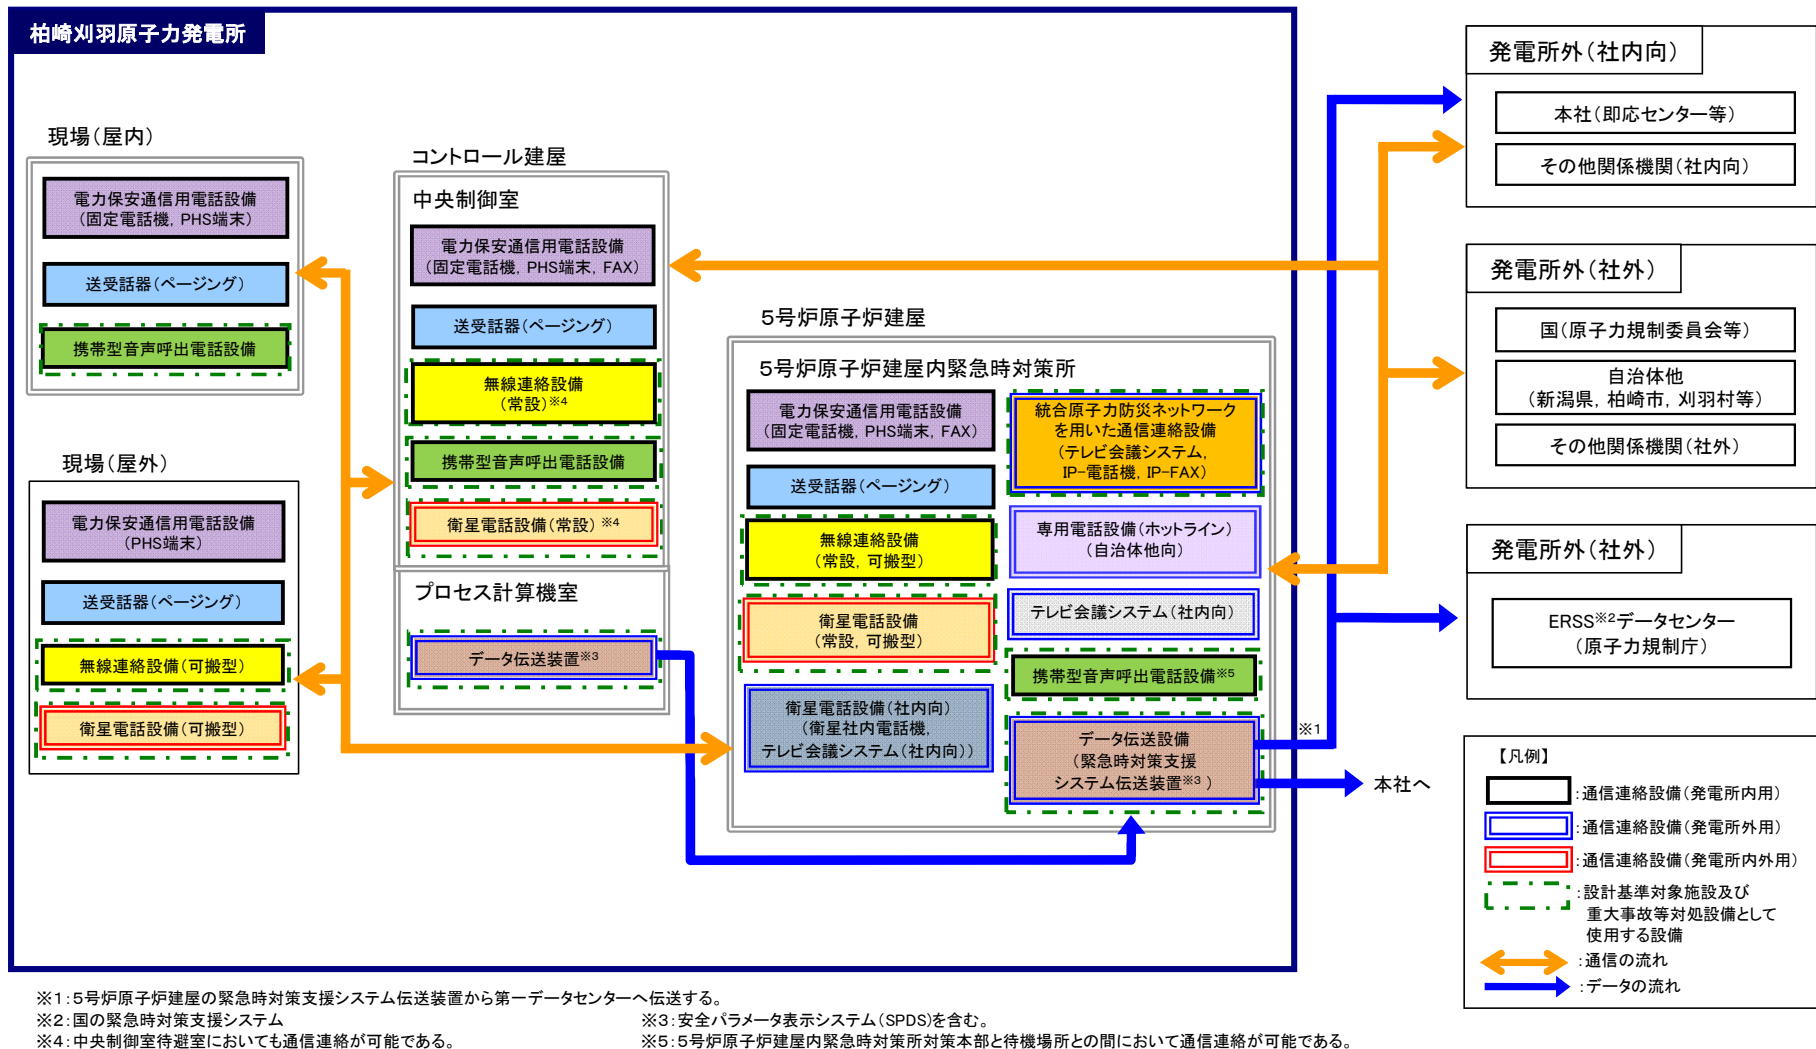 柏崎刈羽原子力発電所
現場(屋内)
電力保安通信用電話設備
(固定電話機, PHS端末)
送受話器(ページング)
携帯型音声呼出電話設備
現場(屋外)
電力保安通信用電話設備
(PHS端末)
送受話器(ページング)
無線連絡設備(可搬型)
衛星電話設備(可搬型)
コントロール建屋
中央制御室
電力保安通信用電話設備
(固定電話機, PHS端末, FAX)
送受話器(ページング)
無線連絡設備
(常設)※4
携帯型音声呼出電話設備
衛星電話設備(常設)※4
プロセス計算機室
データ伝送装置※3
5号炉原子炉建屋
5号炉原子炉建屋内緊急時対策所
電力保安通信用電話設備
(固定電話機, PHS端末, FAX)
送受話器(ページング)
無線連絡設備
(常設, 可搬型)
衛星電話設備
(常設, 可搬型)
衛星電話設備(社内向)
(衛星社内電話機,
テレビ会議システム(社内向))
統合原子力防災ネットワーク
を用いた通信連絡設備
(テレビ会議システム,
IP-電話機, IP-FAX)
専用電話設備(ホットライン)
(自治体他向)
テレビ会議システム(社内向)
携帯型音声呼出電話設備※5
データ伝送設備
(緊急時対策支援
システム伝送装置※3)
※1
本社へ
発電所外(社内向)
本社(即応センター等)
その他関係機関(社内向)
発電所外(社外)
国(原子力規制委員会等)
自治体他
(新潟県, 柏崎市, 刈羽村等)
その他関係機関(社外)
発電所外(社外)
ERSS※2データセンター
(原子力規制庁)
【凡例】
:通信連絡設備(発電所内用)
:通信連絡設備(発電所外用)
:通信連絡設備(発電所内外用)
:設計基準対象施設及び
重大事故等対処設備として
使用する設備
:通信の流れ
:データの流れ
※1:5号炉原子炉建屋の緊急時対策支援システム伝送装置から第一データセンターへ伝送する。
※2:国の緊急時対策支援システム
※3:安全パラメータ表示システム(SPDS)を含む。
※4:中央制御室待避室においても通信連絡が可能である。
※5:5号炉原子炉建屋内緊急時対策所対策本部と待機場所との間において通信連絡が可能である。